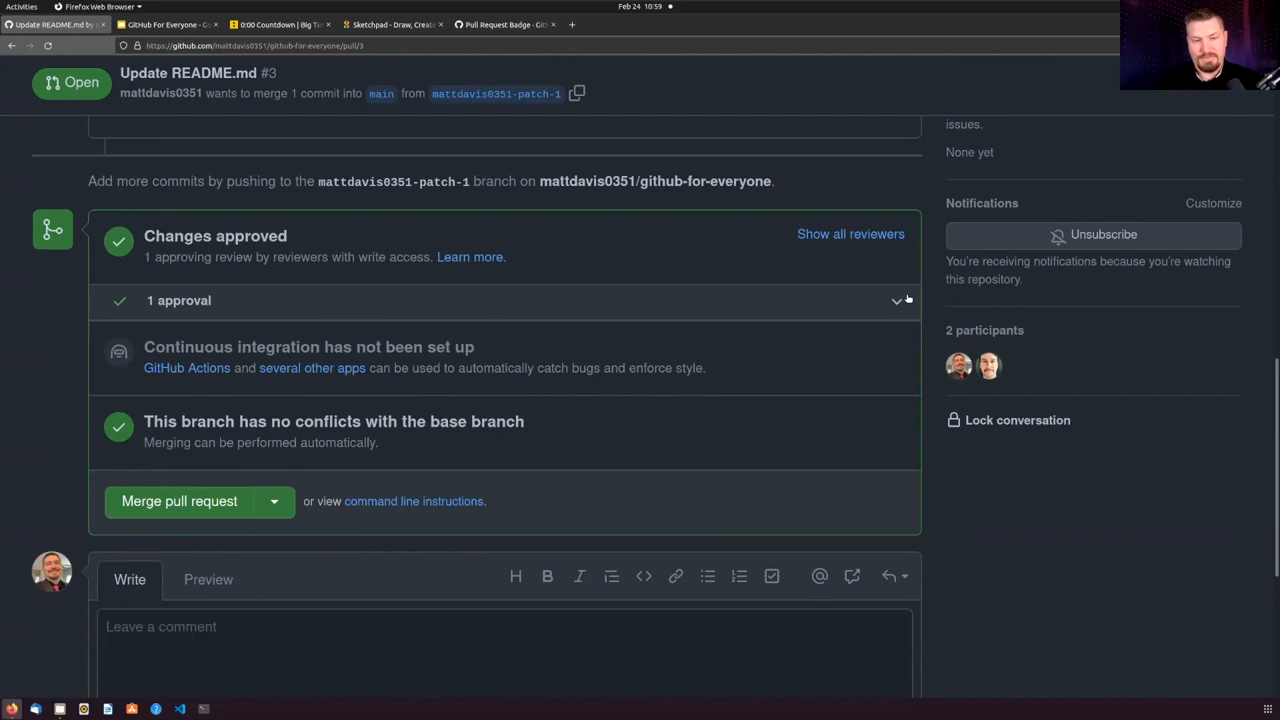 Activities
Firefox Web Browser
Feb 24 10:59
Update README.md by
GitHub For Everyone - Go
0:00 Countdown | Big Tim
Sketchpad - Draw, Create
Pull Request Badge - Git
https://github.com/mattdavis0351/github-for-everyone/pull/3
Open
Update README.md #3
mattdavis0351 wants to merge 1 commit into main from mattdavis0351-patch-1
issues.
None yet
Add more commits by pushing to the mattdavis0351-patch-1 branch on mattdavis0351/github-for-everyone.
Notifications
Customize
Changes approved
Show all reviewers
1 approving review by reviewers with write access. Learn more.
Unsubscribe
You're receiving notifications because you're watching
this repository.
1 approval
2 participants
Continuous integration has not been set up
GitHub Actions and several other apps can be used to automatically catch bugs and enforce style.
This branch has no conflicts with the base branch
Merging can be performed automatically.
Lock conversation
Merge pull request
or view command line instructions.
Write
Preview
Leave a comment